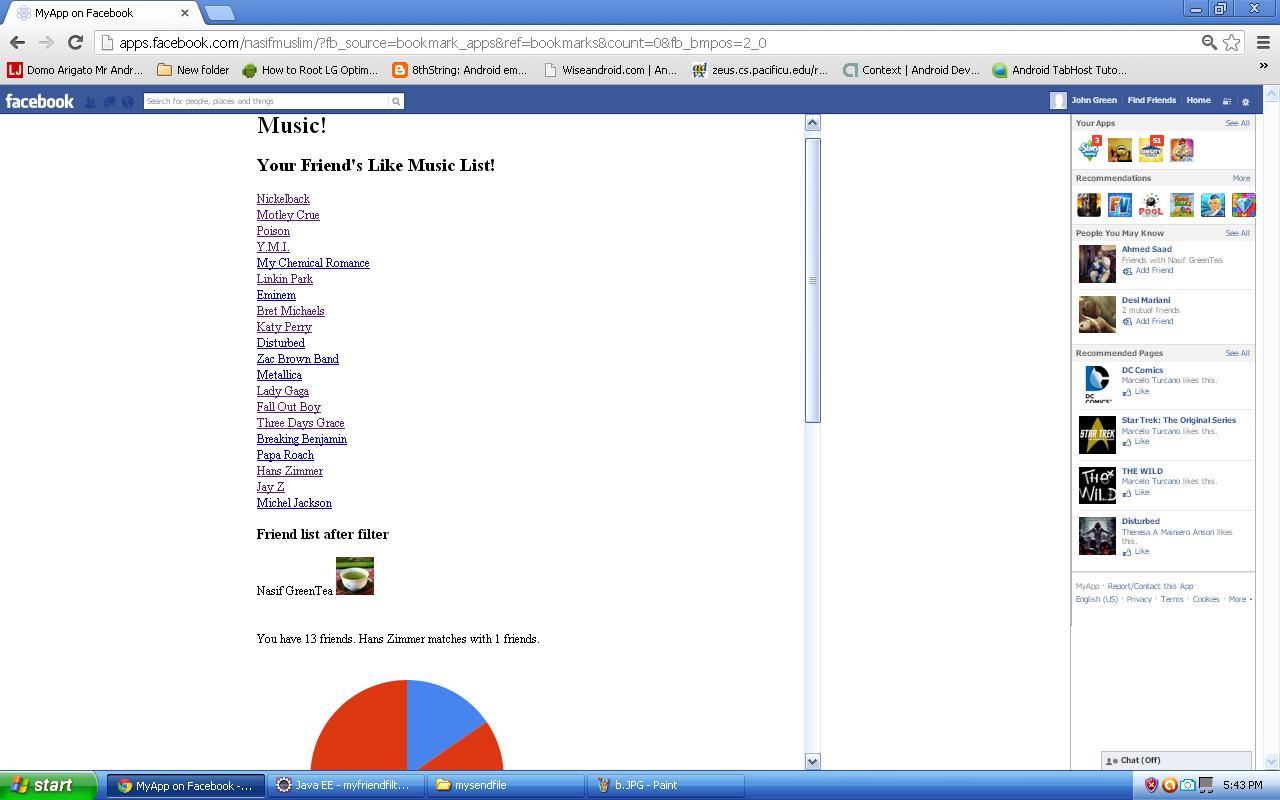 MyApp on Facebook
apps.facebook.com/nasifmuslim/?fb_source=bookmark_apps&ref=bookmarks&count=0&fb_bmpos=2_0
Domo Arigato Mr Andr... New folder How to Root LG Optim... 8thString: Android em... Wiseandroid.com | An... zeus.cs.pacificu.edu/r... Context | Android Dev... Android TabHost Tuto... »
facebook Search for people, places and things John Green Find Friends Home
Music!
Your Friend's Like Music List!
Nickelback
Motley Crue
Poison
Y.M.I.
My Chemical Romance
Linkin Park
Eminem
Bret Michaels
Katy Perry
Disturbed
Zac Brown Band
Metallica
Lady Gaga
Fall Out Boy
Three Days Grace
Breaking Benjamin
Papa Roach
Hans Zimmer
Jay Z
Michel Jackson
Friend list after filter
Nasif GreenTea
You have 13 friends. Hans Zimmer matches with 1 friends.
Your Apps See All
3 51
Recommendations More
FV POOL
People You May Know See All
Ahmed Saad
Friends with Nasif GreenTea
Add Friend
Desi Mariani
2 mutual friends
Add Friend
Recommended Pages See All
DC Comics
Marcelo Turcano likes this.
Like
DC
COMICS
Star Trek: The Original Series
Marcelo Turcano likes this.
Like
STAR TREK
THE WILD
Marcelo Turcano likes this.
Like
THE WILD
Disturbed
Theresa A Mainiero Anson likes
this.
Like
MyApp · Report/Contact this App
English (US) · Privacy · Terms · Cookies · More
Chat (Off)
start MyApp on Facebook -... Java EE - myfriendfilt... mysendfile b.JPG - Paint 5:43 PM